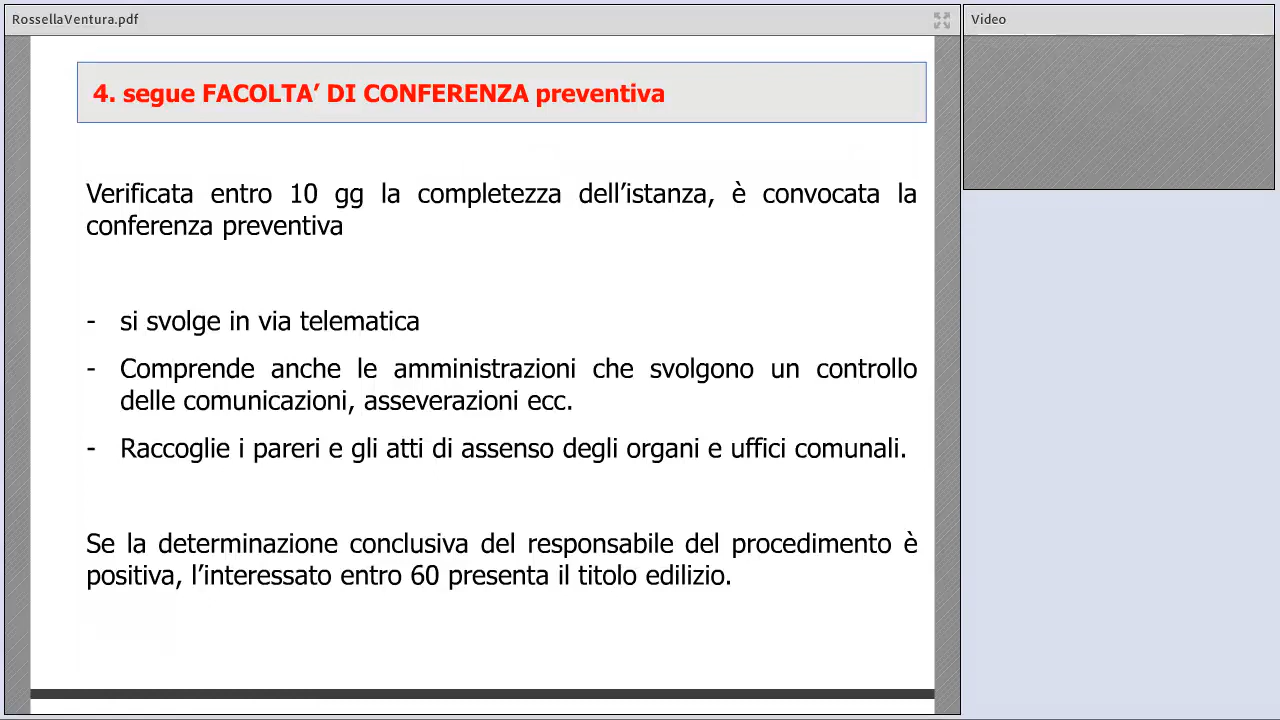 RossellaVentura.pdf
Video
4. segue FACOLTA’ DI CONFERENZA preventiva
Verificata entro 10 gg la completezza dell’istanza, è convocata la
conferenza preventiva
- si svolge in via telematica
- Comprende anche le amministrazioni che svolgono un controllo
delle comunicazioni, asseverazioni ecc.
- Raccoglie i pareri e gli atti di assenso degli organi e uffici comunali.
Se la determinazione conclusiva del responsabile del procedimento è
positiva, l’interessato entro 60 presenta il titolo edilizio.